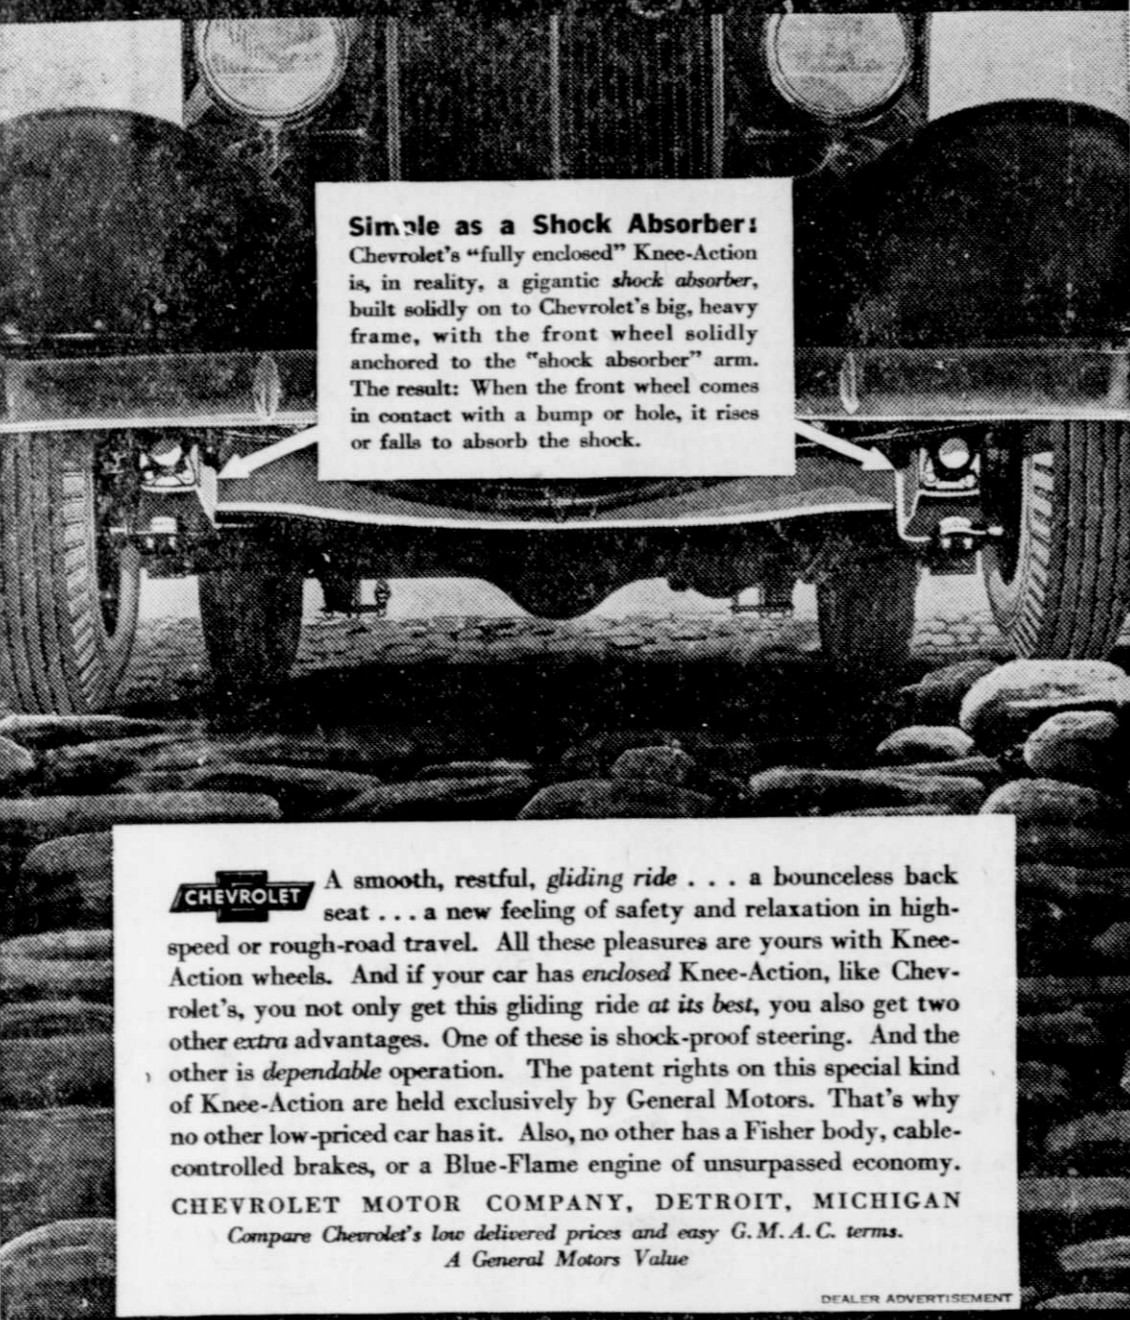 Simple as a Shock Absorber:
Chevrolet's "fully enclosed" Knee-Action
is, in reality, a gigantic shock absorber,
built solidly on to Chevrolet's big, heavy
frame, with the front wheel solidly
anchored to the "shock absorber" arm.
The result: When the front wheel comes
in contact with a bump or hole, it rises
or falls to absorb the shock.
CHEVROLET
A smooth, restful, gliding ride . . . a bounceless back
seat . . . a new feeling of safety and relaxation in high-
speed or rough-road travel. All these pleasures are yours with Knee-
Action wheels. And if your car has enclosed Knee-Action, like Chev-
rolet's, you not only get this gliding ride at its best, you also get two
other extra advantages. One of these is shock-proof steering. And the
other is dependable operation. The patent rights on this special kind
of Knee-Action are held exclusively by General Motors. That's why
no other low-priced car has it. Also, no other has a Fisher body, cable-
controlled brakes, or a Blue-Flame engine of unsurpassed economy.
CHEVROLET MOTOR COMPANY, DETROIT, MICHIGAN
Compare Chevrolet's low delivered prices and easy G.M.A.C. terms.
A General Motors Value
DEALER ADVERTISEMENT